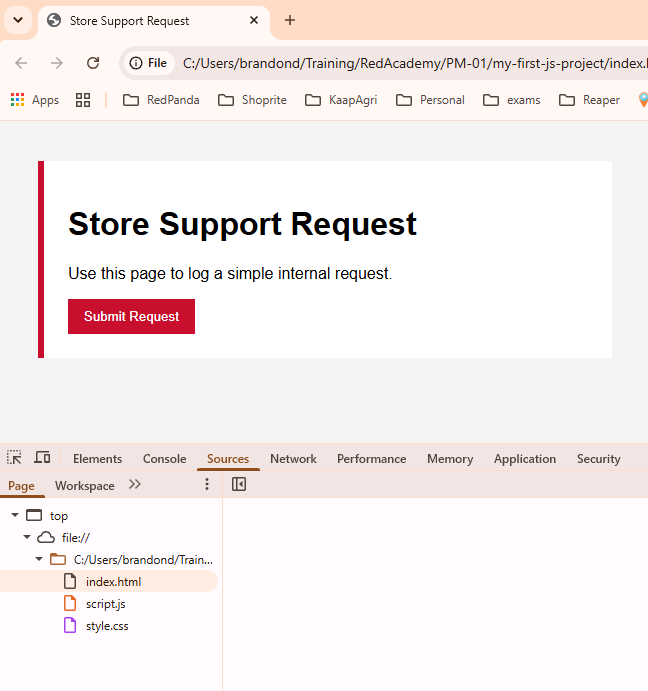 Store Support Request
File C:/Users/brandond/Training/RedAcademy/PM-01/my-first-js-project/index.h
Apps RedPanda Shoprite KaapAgri Personal exams Reaper
Store Support Request
Use this page to log a simple internal request.
Submit Request
Elements Console Sources Network Performance Memory Application Security
Page Workspace
top
file://
C:/Users/brandond/Train...
index.html
script.js
style.css